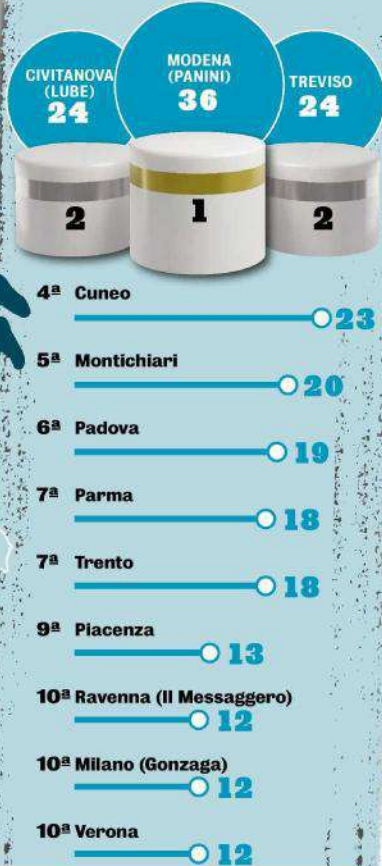 CIVITANOVA
(LUBE)
24
MODENA
(PANINI)
36
TREVISO
24
2
1
2
4ª Cuneo
23
5ª Montichiari
20
6ª Padova
19
7ª Parma
18
7ª Trento
18
9ª Piacenza
13
10ª Ravenna (Il Messaggero)
12
10ª Milano (Gonzaga)
12
10ª Verona
12